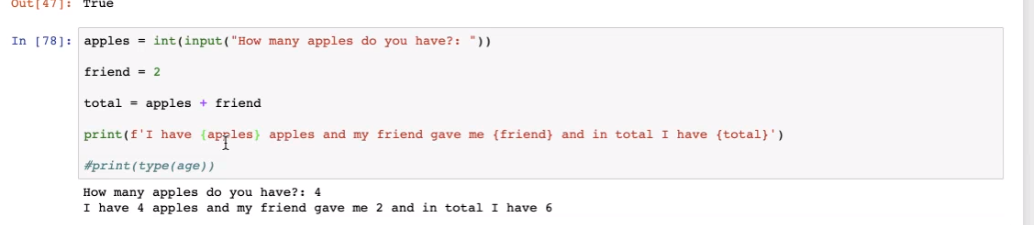 Out[47]: True
In [78]: apples = int(input("How many apples do you have?: "))
friend = 2
total = apples + friend
print(f'I have {apples} apples and my friend gave me {friend} and in total I have {total}')
#print(type(age))
How many apples do you have?: 4
I have 4 apples and my friend gave me 2 and in total I have 6